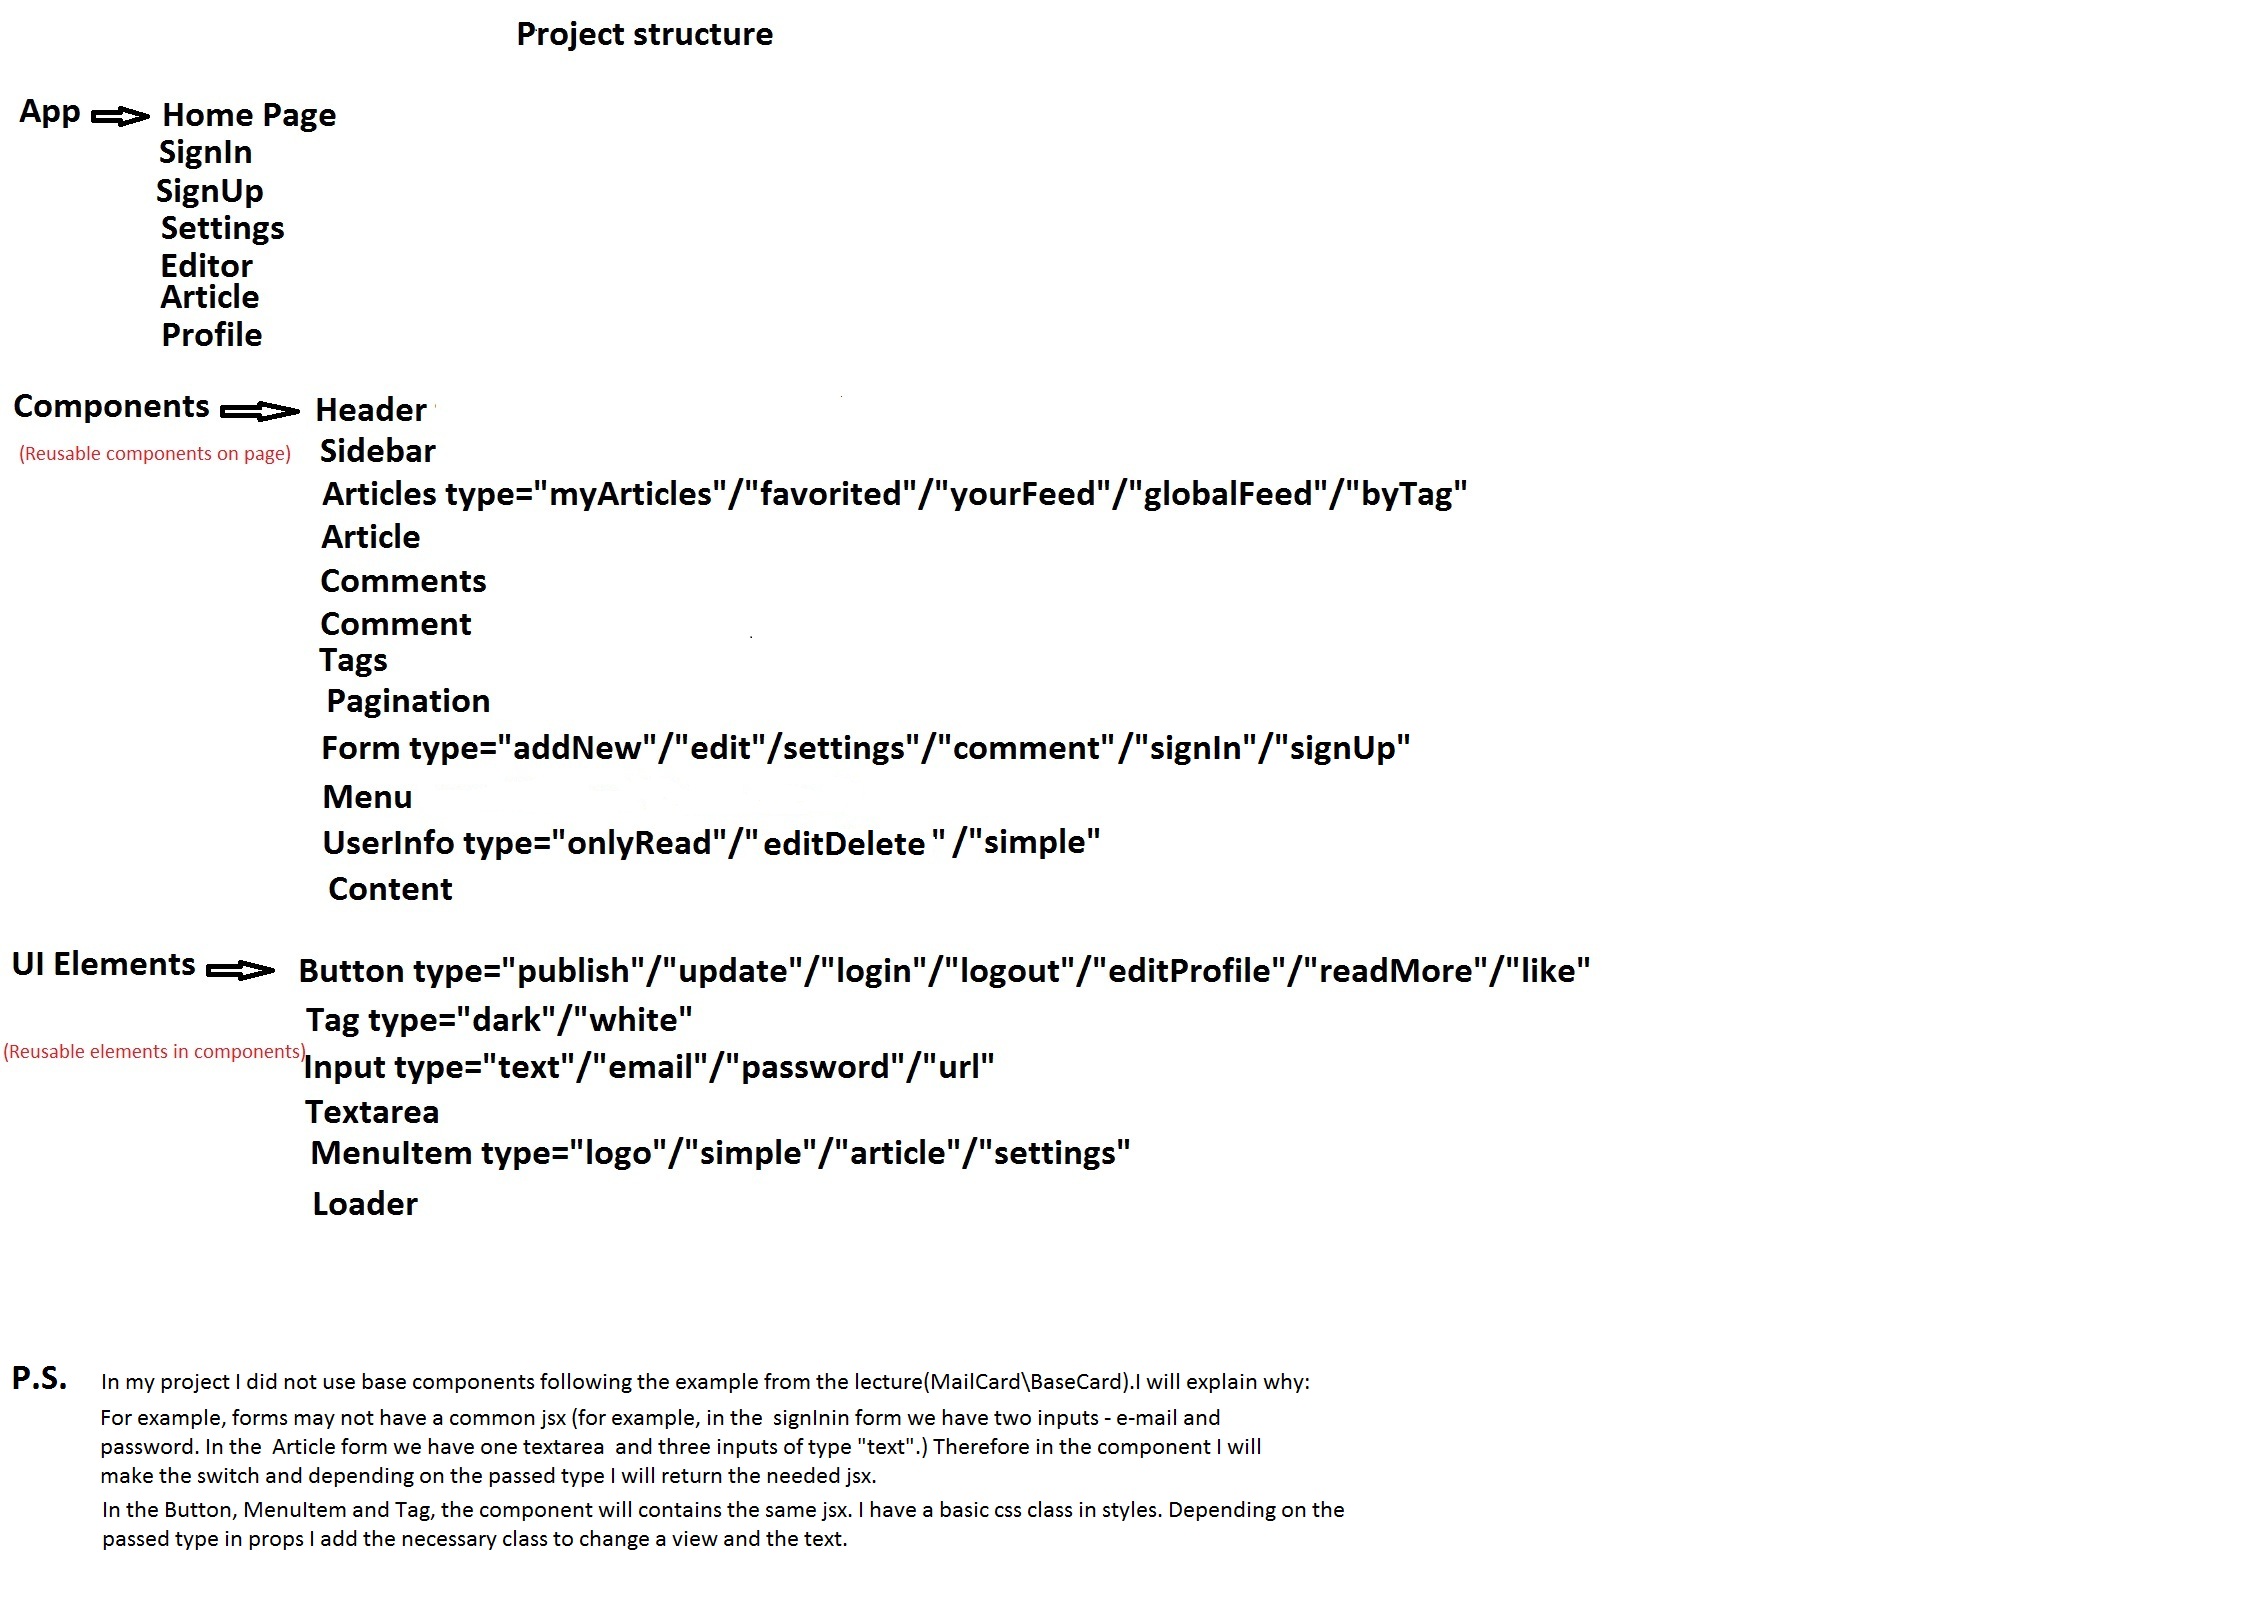 Project structure
App
Home Page
SignIn
SignUp
Settings
Editor
Article
Profile
Components
Header
(Reusable components on page)
Sidebar
Articles type="myArticles"/"favorited"/"yourFeed"/"globalFeed"/"byTag"
Article
Comments
Comment
Tags
Pagination
Form type="addNew"/"edit"/settings"/"comment"/"signIn"/"signUp"
Menu
UserInfo type="onlyRead"/"editDelete"/"simple"
Content
UI Elements
Button type="publish"/"update"/"login"/"logout"/"editProfile"/"readMore"/"like"
Tag type="dark"/"white"
(Reusable elements in components)
Input type="text"/"email"/"password"/"url"
Textarea
MenuItem type="logo"/"simple"/"article"/"settings"
Loader
P.S. In my project I did not use base components following the example from the lecture(MailCard\BaseCard).I will explain why:
For example, forms may not have a common jsx (for example, in the signInin form we have two inputs - e-mail and
password. In the Article form we have one textarea and three inputs of type "text".) Therefore in the component I will
make the switch and depending on the passed type I will return the needed jsx.
In the Button, MenuItem and Tag, the component will contains the same jsx. I have a basic css class in styles. Depending on the
passed type in props I add the necessary class to change a view and the text.